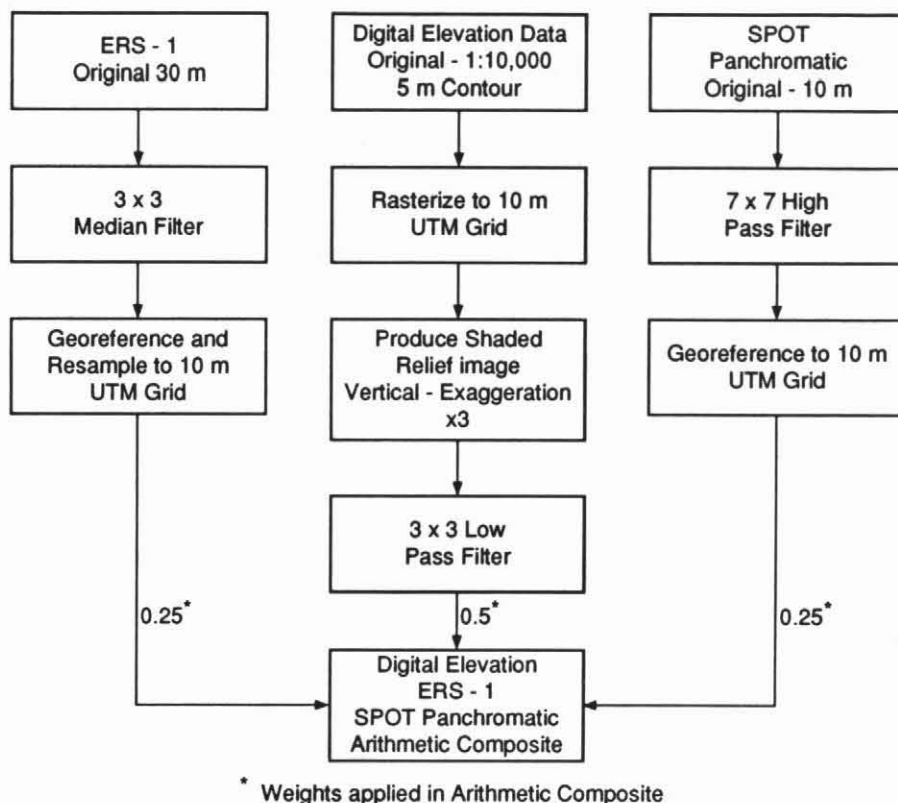 ERS - 1
Original 30 m
Digital Elevation Data
Original - 1:10,000
5 m Contour
SPOT
Panchromatic
Original - 10 m
3 x 3
Median Filter
Rasterize to 10 m
UTM Grid
7 x 7 High
Pass Filter
Georeference and
Resample to 10 m
UTM Grid
Produce Shaded
Relief image
Vertical - Exaggeration
x3
Georeference to 10 m
UTM Grid
3 x 3 Low
Pass Filter
0.25*
0.5*
0.25*
Digital Elevation
ERS - 1
SPOT Panchromatic
Arithmetic Composite
* Weights applied in Arithmetic Composite